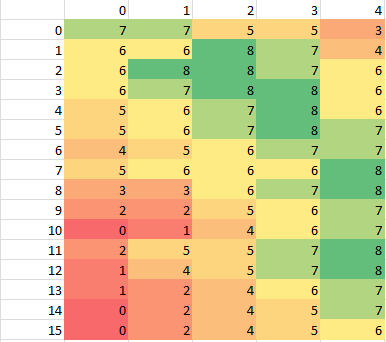 0 1 2 3 4
0 7 7 5 5 3
1 6 6 8 7 4
2 6 8 8 7 6
3 6 7 8 8 6
4 5 6 7 8 6
5 5 6 7 8 7
6 4 5 6 7 7
7 5 6 6 6 8
8 3 3 6 7 8
9 2 2 5 6 7
10 0 1 4 6 7
11 2 5 5 7 8
12 1 4 5 7 8
13 1 2 4 6 7
14 0 2 4 5 7
15 0 2 4 5 6